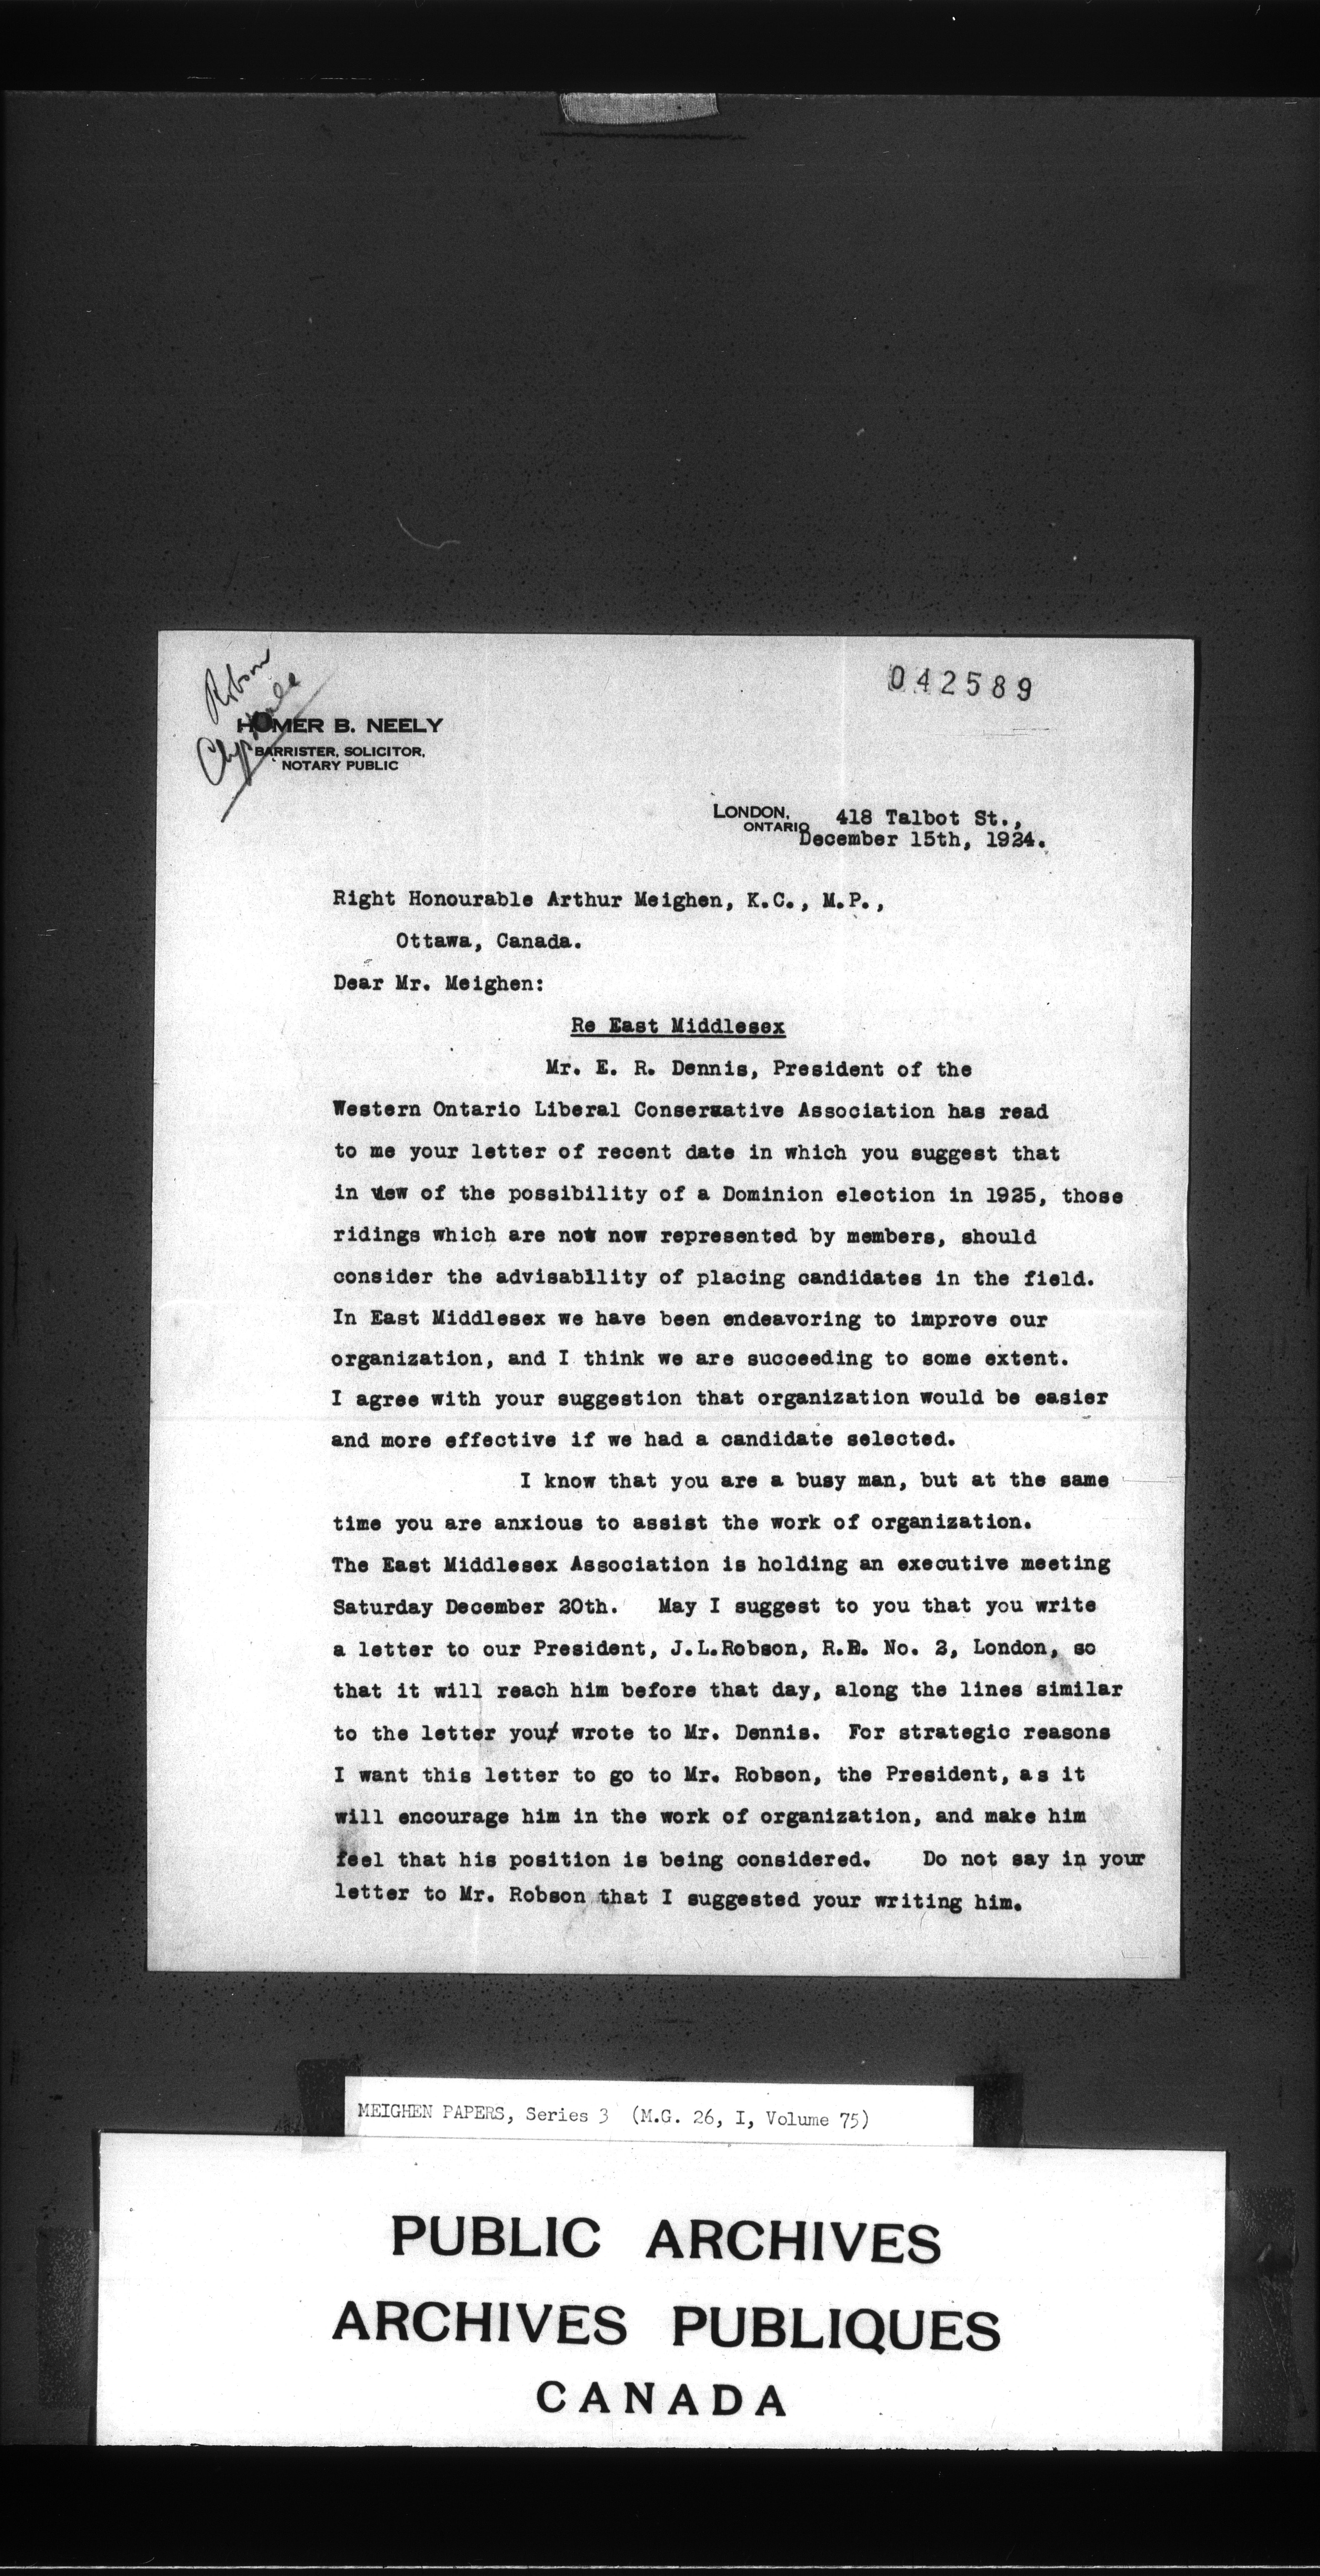 Robson
042589
HOMER B. NEELY
BARRISTER, SOLICITOR,
NOTARY PUBLIC
LONDON, 418 Talbot St.,
ONTARIO December 15th, 1924.
Right Honourable Arthur Meighen, K.C., M.P.,
Ottawa, Canada.
Dear Mr. Meighen:
Re East Middlesex
Mr. E. R. Dennis, President of the
Western Ontario Liberal Conservative Association has read
to me your letter of recent date in which you suggest that
in view of the possibility of a Dominion election in 1925, those
ridings which are not now represented by members, should
consider the advisability of placing candidates in the field.
In East Middlesex we have been endeavoring to improve our
organization, and I think we are succeeding to some extent.
I agree with your suggestion that organization would be easier
and more effective if we had a candidate selected.
I know that you are a busy man, but at the same
time you are anxious to assist the work of organization.
The East Middlesex Association is holding an executive meeting
Saturday December 20th. May I suggest to you that you write
a letter to our President, J.L.Robson, R.R. No. 2, London, so
that it will reach him before that day, along the lines similar
to the letter you wrote to Mr. Dennis. For strategic reasons
I want this letter to go to Mr. Robson, the President, as it
will encourage him in the work of organization, and make him
feel that his position is being considered. Do not say in your
letter to Mr. Robson that I suggested your writing him.
MEIGHEN PAPERS, Series 3 (M.G. 26, I, Volume 75)
PUBLIC ARCHIVES
ARCHIVES PUBLIQUES
CANADA